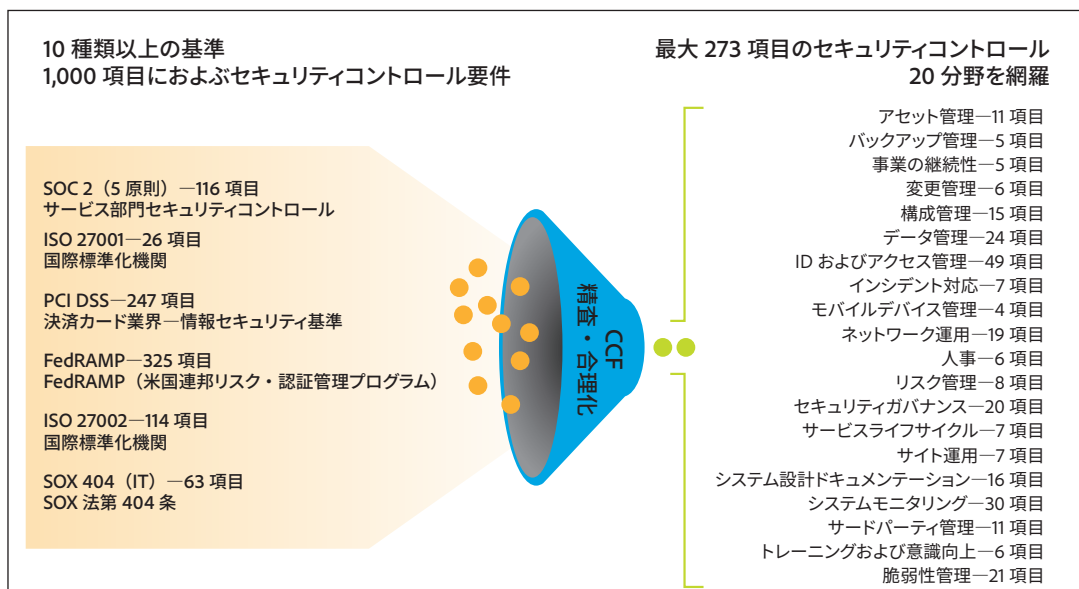 10 種類以上の基準
1,000 項目におよぶセキュリティコントロール要件
SOC 2（5 原則）—116 項目
サービス部門セキュリティコントロール
ISO 27001—26 項目
国際標準化機関
PCI DSS—247 項目
決済カード業界—情報セキュリティ基準
FedRAMP—325 項目
FedRAMP（米国連邦リスク・認証管理プログラム）
ISO 27002—114 項目
国際標準化機関
SOX 404（IT）—63 項目
SOX 法第 404 条
CCF
精査・合理化
最大 273 項目のセキュリティコントロール
20 分野を網羅
アセット管理—11 項目
バックアップ管理—5 項目
事業の継続性—5 項目
変更管理—6 項目
構成管理—15 項目
データ管理—24 項目
ID およびアクセス管理—49 項目
インシデント対応—7 項目
モバイルデバイス管理—4 項目
ネットワーク運用—19 項目
人事—6 項目
リスク管理—8 項目
セキュリティガバナンス—20 項目
サービスライフサイクル—7 項目
サイト運用—7 項目
システム設計ドキュメンテーション—16 項目
システムモニタリング—30 項目
サードパーティ管理—11 項目
トレーニングおよび意識向上—6 項目
脆弱性管理—21 項目